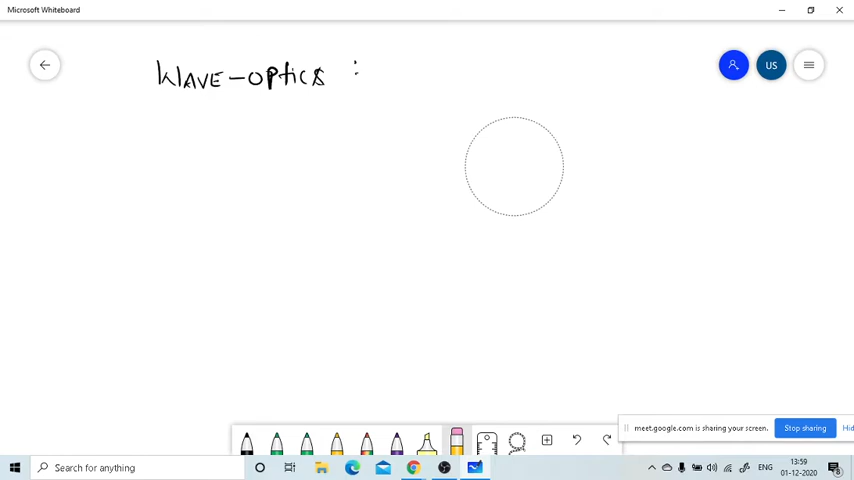 Microsoft Whiteboard
WAVE-OPTICS :
US
meet.google.com is sharing your screen.
Stop sharing
Hid
Search for anything
ENG
13:59
01-12-2020
8